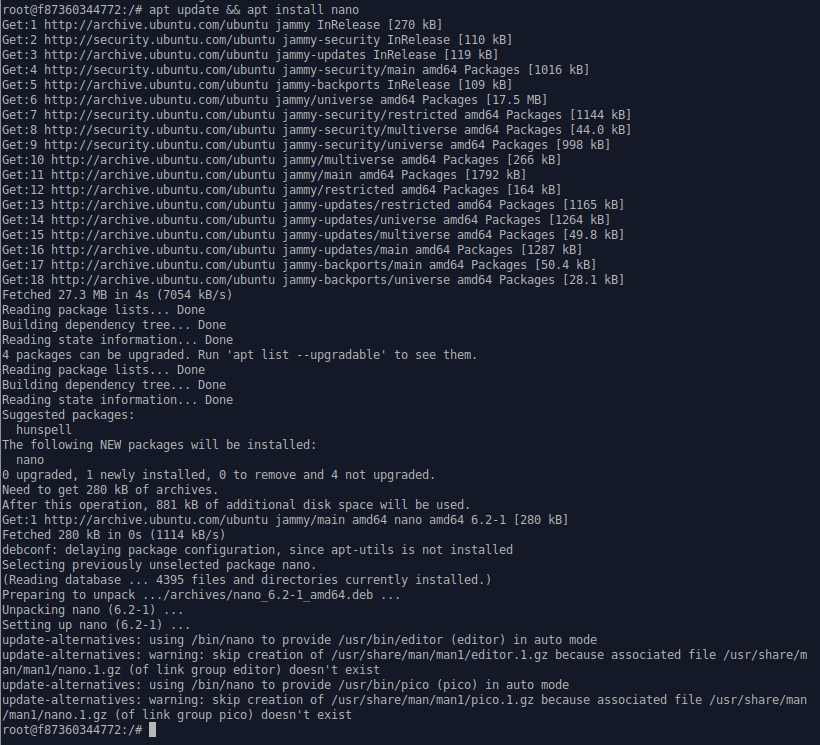 root@f87360344772:/# apt update && apt install nano
Get:1 http://archive.ubuntu.com/ubuntu jammy InRelease [270 kB]
Get:2 http://security.ubuntu.com/ubuntu jammy-security InRelease [110 kB]
Get:3 http://archive.ubuntu.com/ubuntu jammy-updates InRelease [119 kB]
Get:4 http://security.ubuntu.com/ubuntu jammy-security/main amd64 Packages [1016 kB]
Get:5 http://archive.ubuntu.com/ubuntu jammy-backports InRelease [109 kB]
Get:6 http://archive.ubuntu.com/ubuntu jammy/universe amd64 Packages [17.5 MB]
Get:7 http://security.ubuntu.com/ubuntu jammy-security/restricted amd64 Packages [1144 kB]
Get:8 http://security.ubuntu.com/ubuntu jammy-security/multiverse amd64 Packages [44.0 kB]
Get:9 http://security.ubuntu.com/ubuntu jammy-security/universe amd64 Packages [998 kB]
Get:10 http://archive.ubuntu.com/ubuntu jammy/multiverse amd64 Packages [266 kB]
Get:11 http://archive.ubuntu.com/ubuntu jammy/main amd64 Packages [1792 kB]
Get:12 http://archive.ubuntu.com/ubuntu jammy/restricted amd64 Packages [164 kB]
Get:13 http://archive.ubuntu.com/ubuntu jammy-updates/restricted amd64 Packages [1165 kB]
Get:14 http://archive.ubuntu.com/ubuntu jammy-updates/universe amd64 Packages [1264 kB]
Get:15 http://archive.ubuntu.com/ubuntu jammy-updates/multiverse amd64 Packages [49.8 kB]
Get:16 http://archive.ubuntu.com/ubuntu jammy-updates/main amd64 Packages [1287 kB]
Get:17 http://archive.ubuntu.com/ubuntu jammy-backports/main amd64 Packages [50.4 kB]
Get:18 http://archive.ubuntu.com/ubuntu jammy-backports/universe amd64 Packages [28.1 kB]
Fetched 27.3 MB in 4s (7054 kB/s)
Reading package lists... Done
Building dependency tree... Done
Reading state information... Done
4 packages can be upgraded. Run 'apt list --upgradable' to see them.
Reading package lists... Done
Building dependency tree... Done
Reading state information... Done
Suggested packages:
  hunspell
The following NEW packages will be installed:
  nano
0 upgraded, 1 newly installed, 0 to remove and 4 not upgraded.
Need to get 280 kB of archives.
After this operation, 881 kB of additional disk space will be used.
Get:1 http://archive.ubuntu.com/ubuntu jammy/main amd64 nano amd64 6.2-1 [280 kB]
Fetched 280 kB in 0s (1114 kB/s)
debconf: delaying package configuration, since apt-utils is not installed
Selecting previously unselected package nano.
(Reading database ... 4395 files and directories currently installed.)
Preparing to unpack .../archives/nano_6.2-1_amd64.deb ...
Unpacking nano (6.2-1) ...
Setting up nano (6.2-1) ...
update-alternatives: using /bin/nano to provide /usr/bin/editor (editor) in auto mode
update-alternatives: warning: skip creation of /usr/share/man/man1/editor.1.gz because associated file /usr/share/m
an/man1/nano.1.gz (of link group editor) doesn't exist
update-alternatives: using /bin/nano to provide /usr/bin/pico (pico) in auto mode
update-alternatives: warning: skip creation of /usr/share/man/man1/pico.1.gz because associated file /usr/share/man
/man1/nano.1.gz (of link group pico) doesn't exist
root@f87360344772:/#